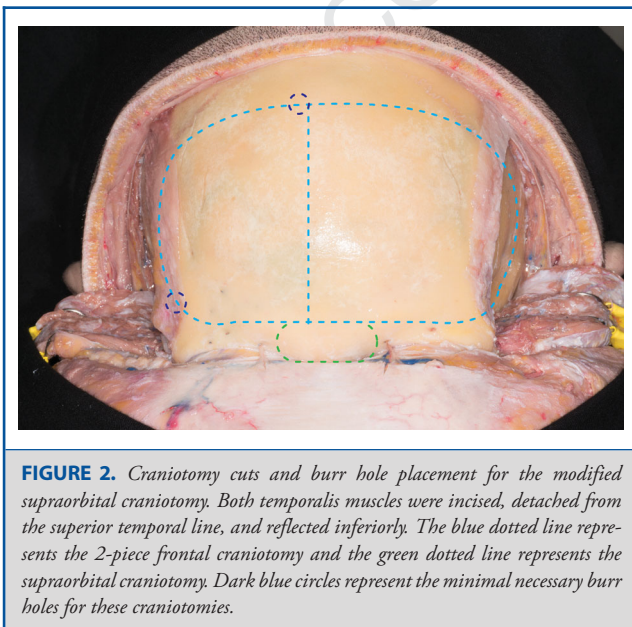 FIGURE 2. Craniotomy cuts and burr hole placement for the modified
supraorbital craniotomy. Both temporalis muscles were incised, detached from
the superior temporal line, and reflected inferiorly. The blue dotted line repre-
sents the 2-piece frontal craniotomy and the green dotted line represents the
supraorbital craniotomy. Dark blue circles represent the minimal necessary burr
holes for these craniotomies.